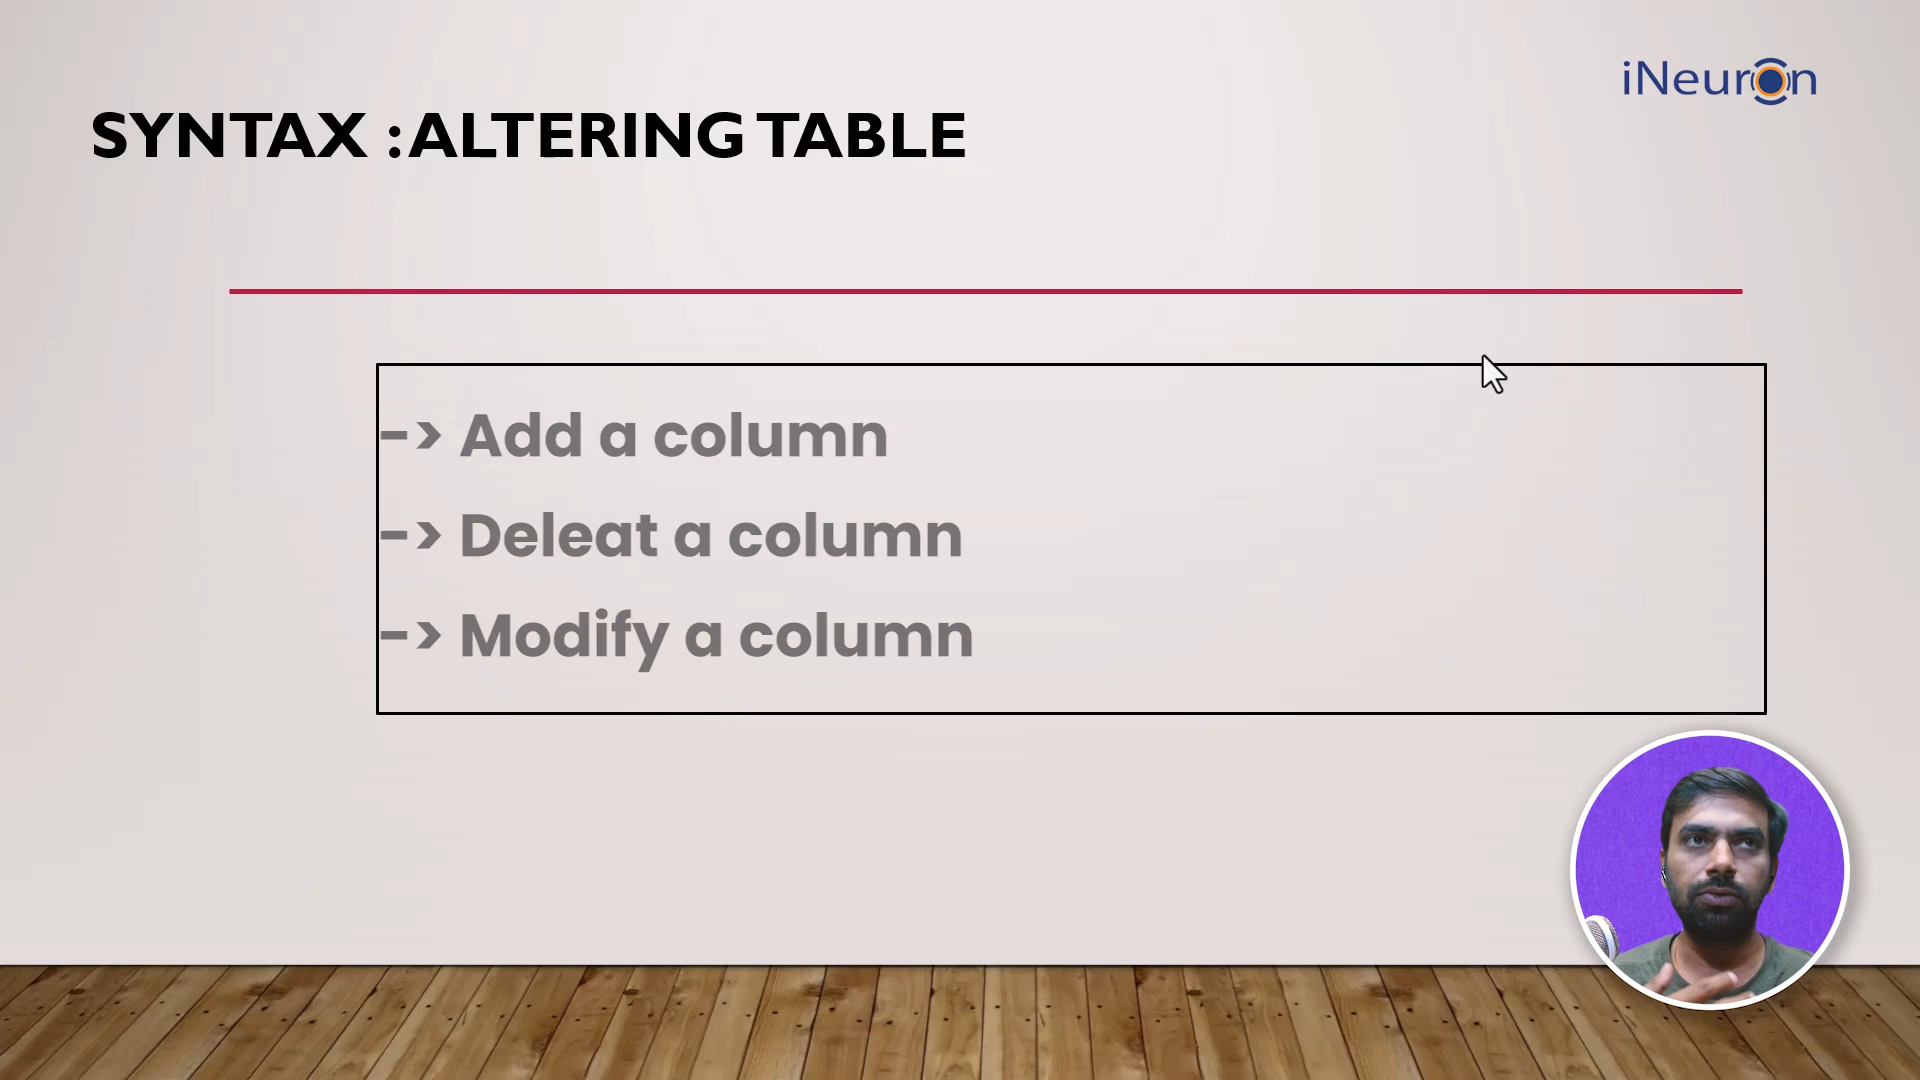 iNeuron
SYNTAX : ALTERING TABLE
-> Add a column
-> Deleat a column
-> Modify a column